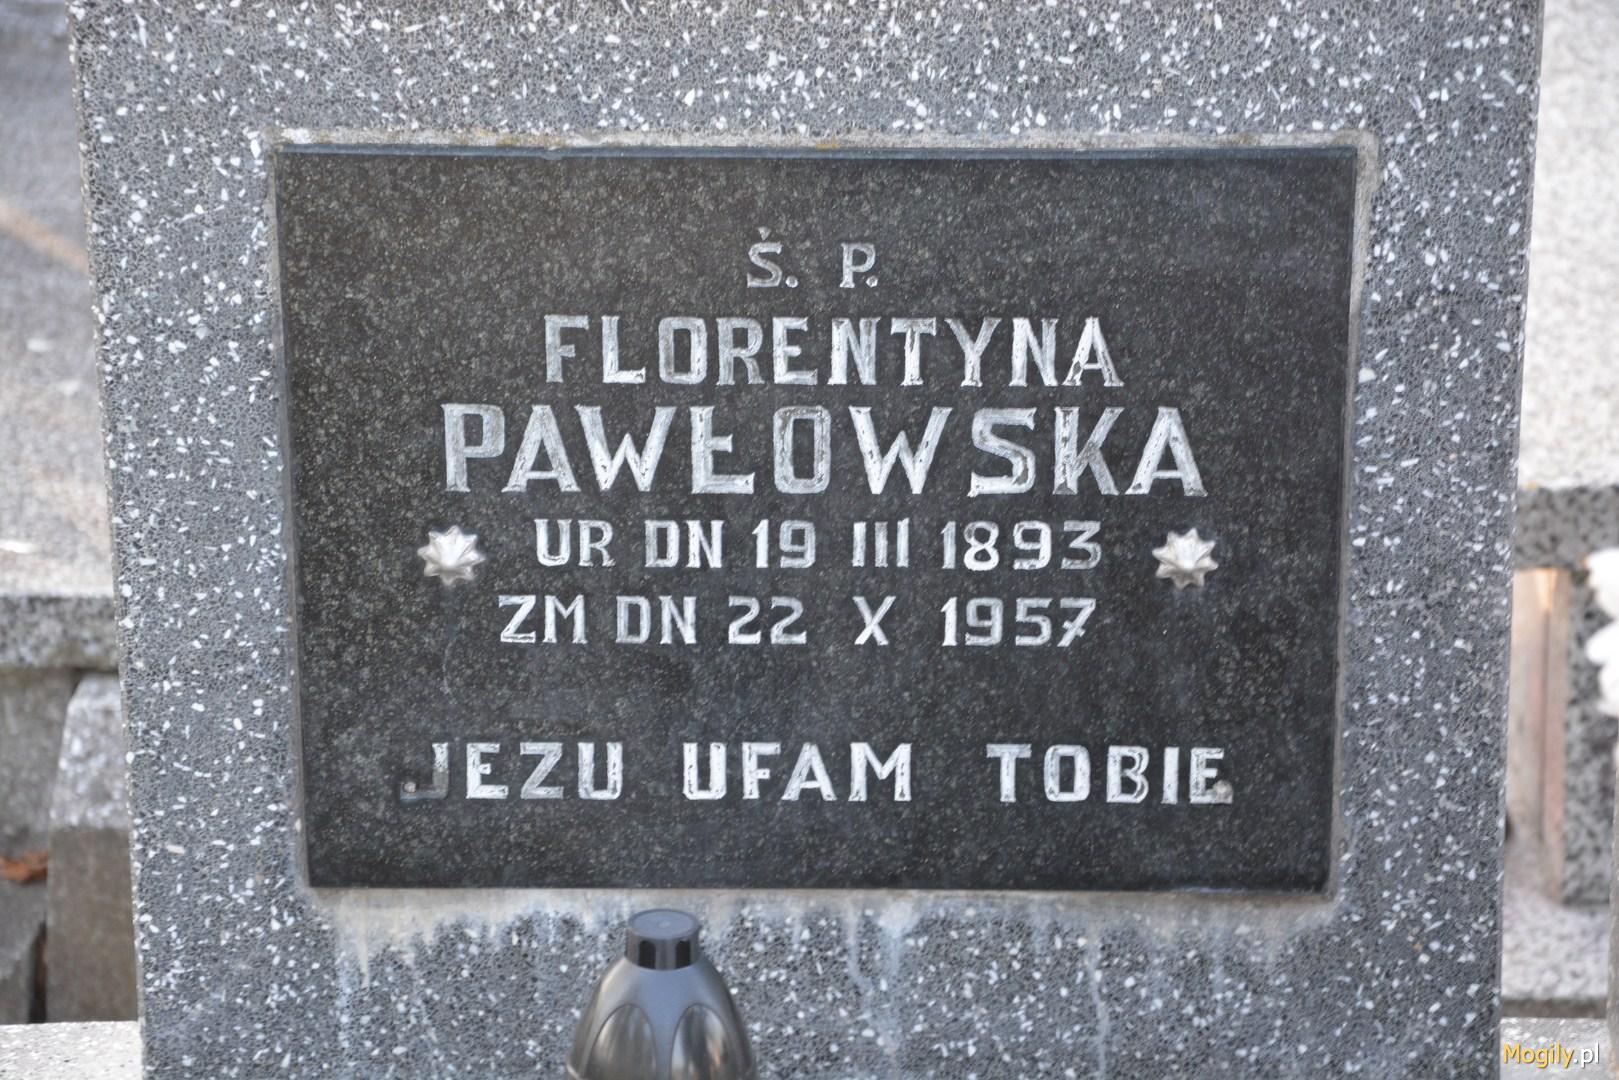 Ś. P.
FLORENTYNA
PAWŁOWSKA
UR DN 19 III 1893
ZM DN 22 X 1957
JEZU UFAM TOBIE
Mogily.pl